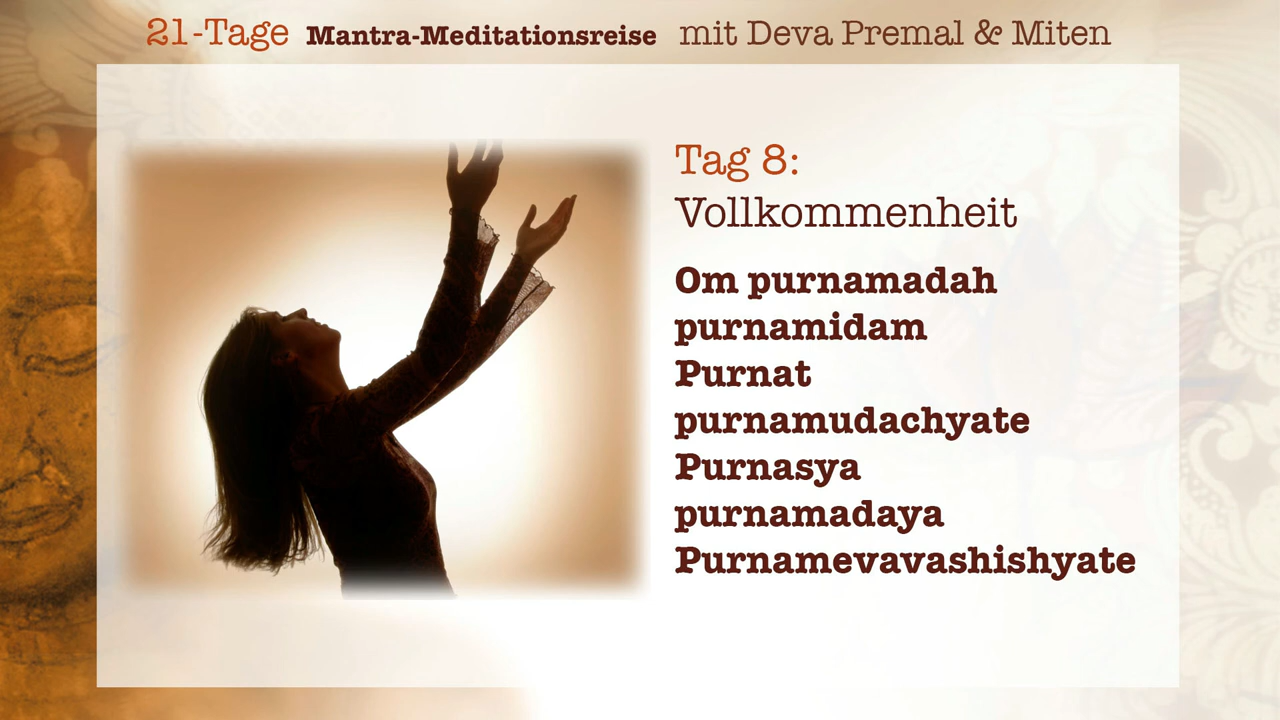 21-Tage Mantra-Meditationsreise mit Deva Premal & Miten
Tag 8:
Vollkommenheit
Om purnamadah
purnamidam
Purnat
purnamudachyate
Purnasya
purnamadaya
Purnamevavashishyate